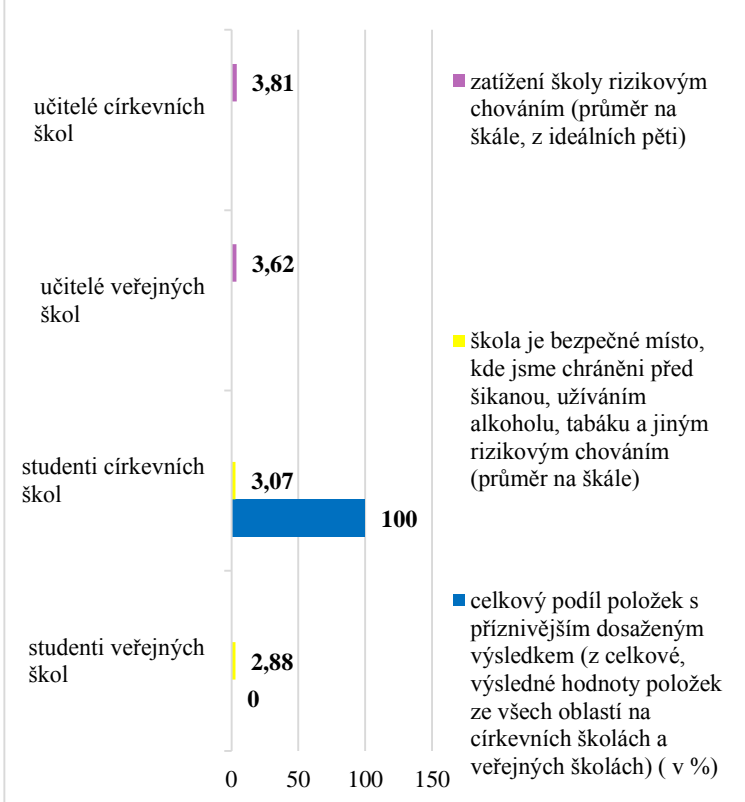 učitelé církevních
škol
3,81
učitelé veřejných
škol
3,62
studenti církevních
škol
3,07
100
studenti veřejných
škol
2,88
0
0
50
100
150
zatížení školy rizikovým
chováním (průměr na
škále, z ideálních pěti)
škola je bezpečné místo,
kde jsme chráněni před
šikanou, užíváním
alkoholu, tabáku a jiným
rizikovým chováním
(průměr na škále)
celkový podíl položek s
příznivějším dosaženým
výsledkem (z celkové,
výsledné hodnoty položek
ze všech oblastí na
církevních školách a
veřejných školách) ( v %)